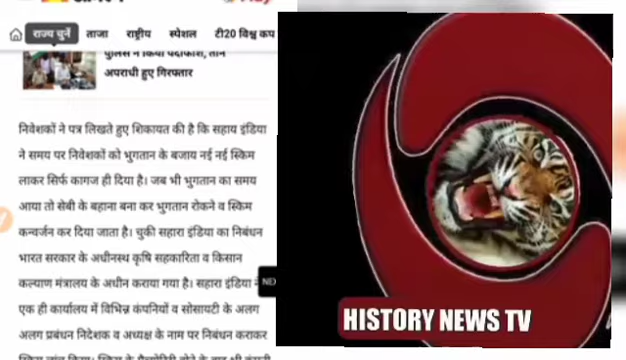 राज्य चुनें ताजा राष्ट्रीय स्पेशल टी20 विश्व कप
पुलिस ने किया पर्दाफाश, तीन
अपराधी हुए गिरफ्तार
निवेशकों ने पत्र लिखते हुए शिकायत की है कि सहाय इंडिया
ने समय पर निवेशकों को भुगतान के बजाय नई नई स्किम
लाकर सिर्फ कागज ही दिया है। जब भी भुगतान का समय
आया तो सेबी के बहाना बना कर भुगतान रोकने व स्किम
कन्वर्जन कर दिया जाता है। चुकी सहारा इंडिया का निबंधन
भारत सरकार के अधीनस्थ कृषि सहकारिता व किसान
कल्याण मंत्रालय के अधीन कराया गया है। सहारा इंडिया
एक ही कार्यालय में विभिन्न कंपनियों व सोसायटी के अलग
अलग प्रबंधन निदेशक व अध्यक्ष के नाम पर निबंधन कराकर
HISTORY NEWS TV